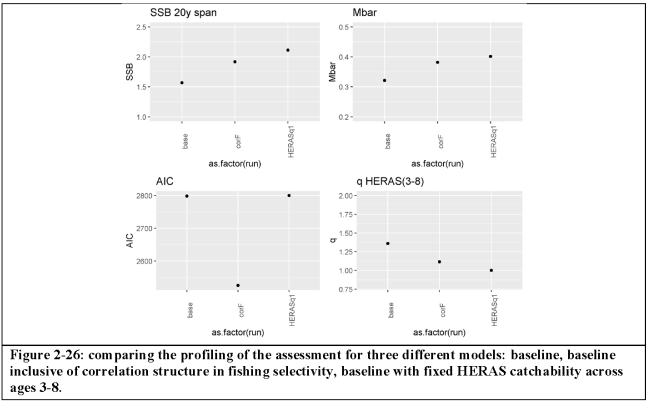 SSB 20y span
2.5
2.0
1.5
1.0
SSB
base
corF
HERASq1
as.factor(run)
Mbar
0.5
0.4
0.3
0.2
Mbar
base
corF
HERASq1
as.factor(run)
AIC
2800
2700
2600
AIC
base
corF
HERASq1
as.factor(run)
q HERAS(3-8)
2.00
1.75
1.50
1.25
1.00
0.75
q
base
corF
HERASq1
as.factor(run)
Figure 2-26: comparing the profiling of the assessment for three different models: baseline, baseline
inclusive of correlation structure in fishing selectivity, baseline with fixed HERAS catchability across
ages 3-8.